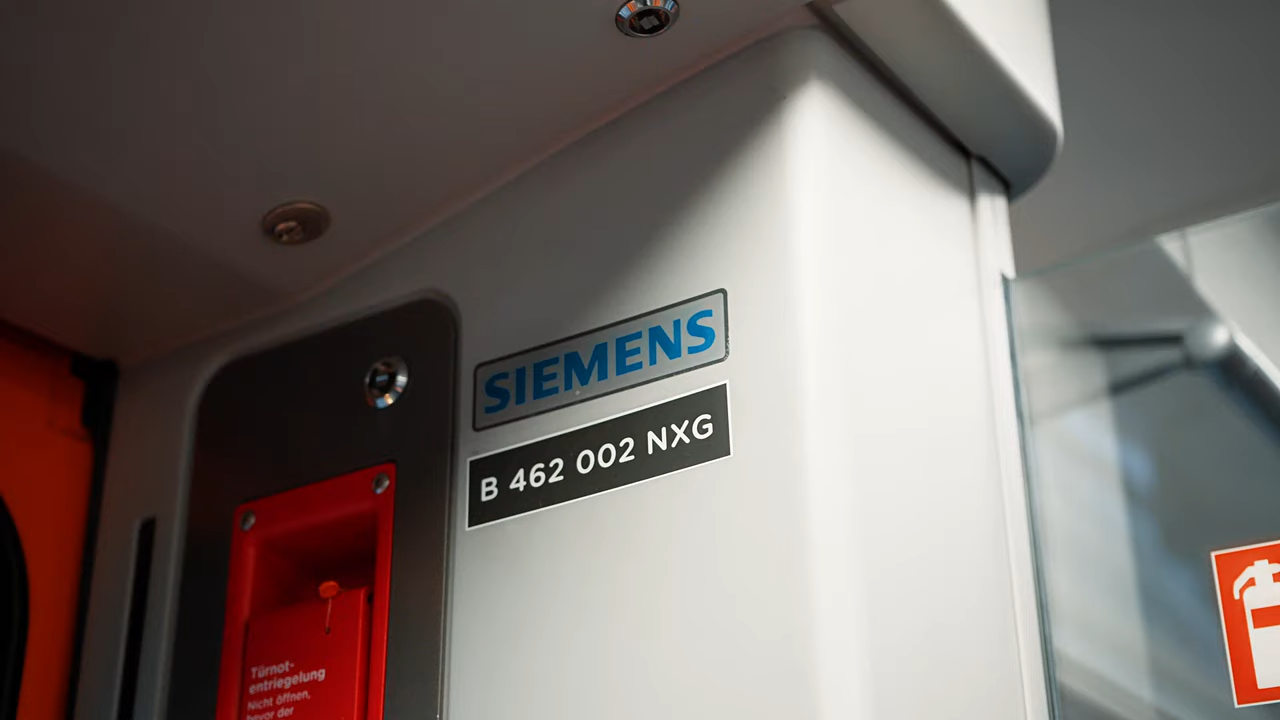 SIEMENS
B 462 002 NXG
Türnot-
entriegelung
Nicht öffnen,
bevor der